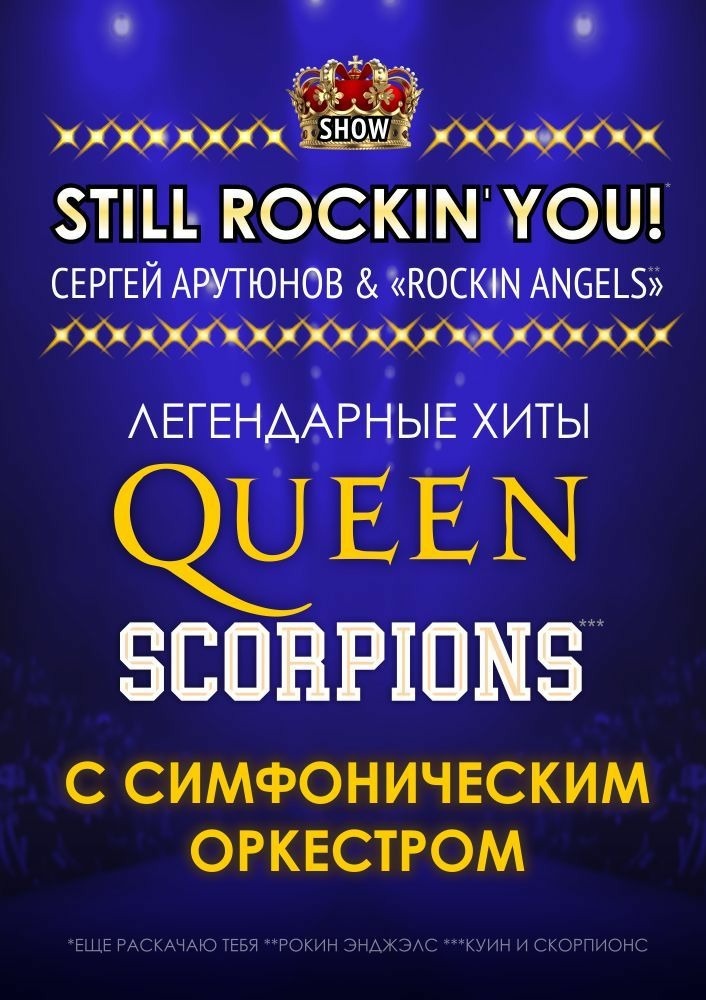 SHOW
STILL ROCKIN' YOU!*
СЕРГЕЙ АРУТЮНОВ & «ROCKIN ANGELS»**
ЛЕГЕНДАРНЫЕ ХИТЫ
QUEEN
SCORPIONS***
С СИМФОНИЧЕСКИМ
ОРКЕСТРОМ
*ЕЩЕ РАСКАЧАЮ ТЕБЯ **РОКИН ЭНДЖЭЛС ***КУИН И СКОРПИОНС